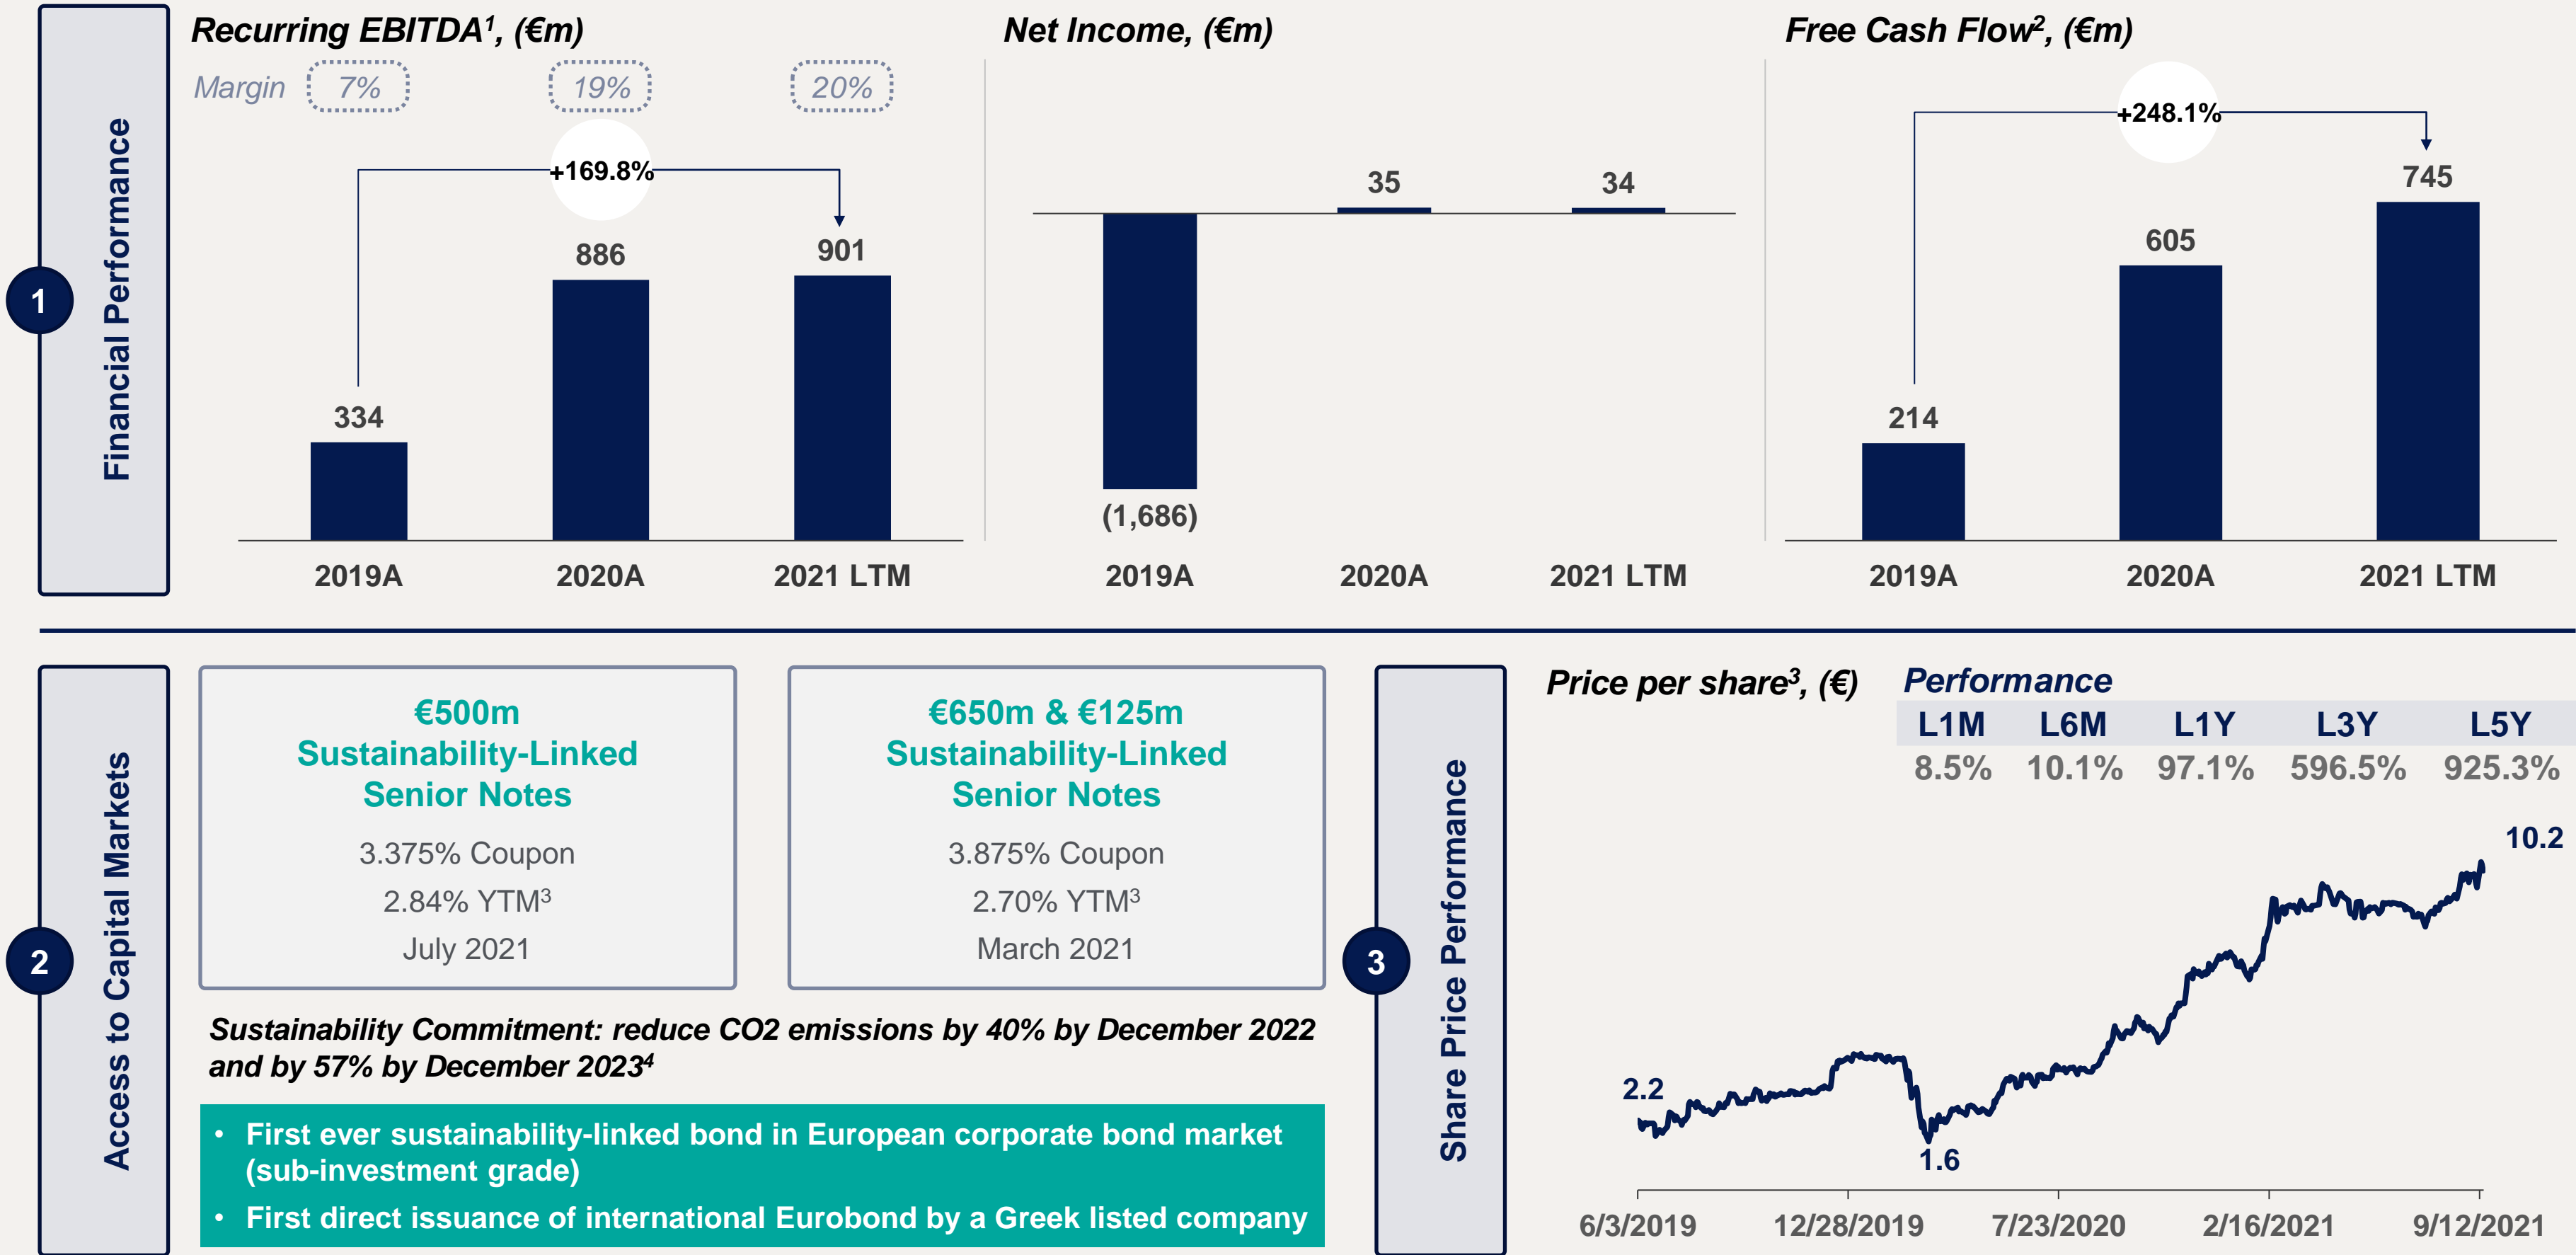 1
Financial Performance
Recurring EBITDA¹, (€m)
Margin 7% 19% 20%
+169.8%
334
886
901
2019A 2020A 2021 LTM
Net Income, (€m)
35
34
(1,686)
2019A 2020A 2021 LTM
Free Cash Flow², (€m)
+248.1%
214
605
745
2019A 2020A 2021 LTM
2
Access to Capital Markets
€500m
Sustainability-Linked
Senior Notes
3.375% Coupon
2.84% YTM³
July 2021
€650m & €125m
Sustainability-Linked
Senior Notes
3.875% Coupon
2.70% YTM³
March 2021
Sustainability Commitment: reduce CO2 emissions by 40% by December 2022
and by 57% by December 2023⁴
• First ever sustainability-linked bond in European corporate bond market
(sub-investment grade)
• First direct issuance of international Eurobond by a Greek listed company
3
Share Price Performance
Price per share³, (€)
Performance
L1M L6M L1Y L3Y L5Y
8.5% 10.1% 97.1% 596.5% 925.3%
10.2
2.2
1.6
6/3/2019 12/28/2019 7/23/2020 2/16/2021 9/12/2021